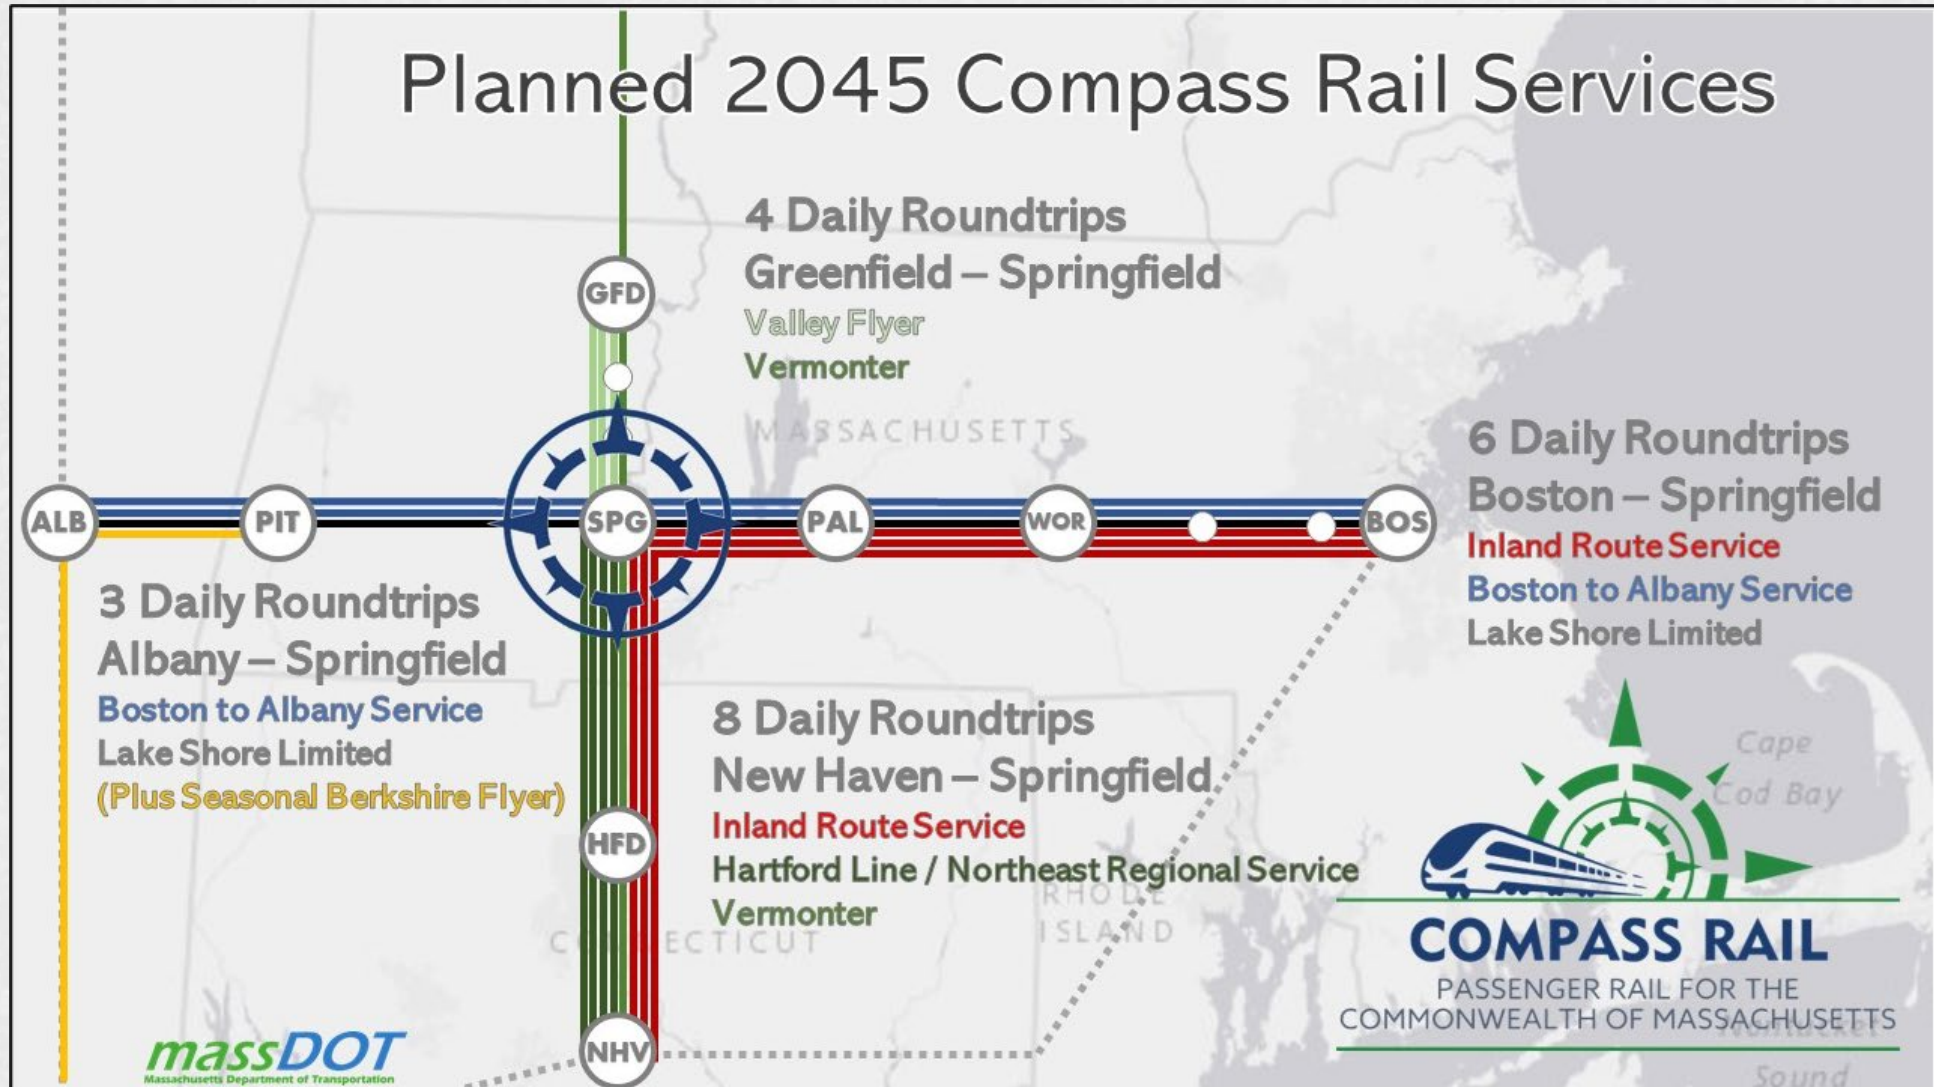 Planned 2045 Compass Rail Services
4 Daily Roundtrips
Greenfield – Springfield
Valley Flyer
Vermonter
GFD
MASSACHUSETTS
6 Daily Roundtrips
Boston – Springfield
Inland Route Service
Boston to Albany Service
Lake Shore Limited
ALB
PIT
SPG
PAL
WOR
BOS
3 Daily Roundtrips
Albany – Springfield
Boston to Albany Service
Lake Shore Limited
(Plus Seasonal Berkshire Flyer)
8 Daily Roundtrips
New Haven – Springfield
Inland Route Service
Hartford Line / Northeast Regional Service
Vermonter
HFD
NHV
RHODE
ISLAND
Cape
Cod Bay
COMPASS RAIL
PASSENGER RAIL FOR THE
COMMONWEALTH OF MASSACHUSETTS
Sound
massDOT
Massachusetts Department of Transportation